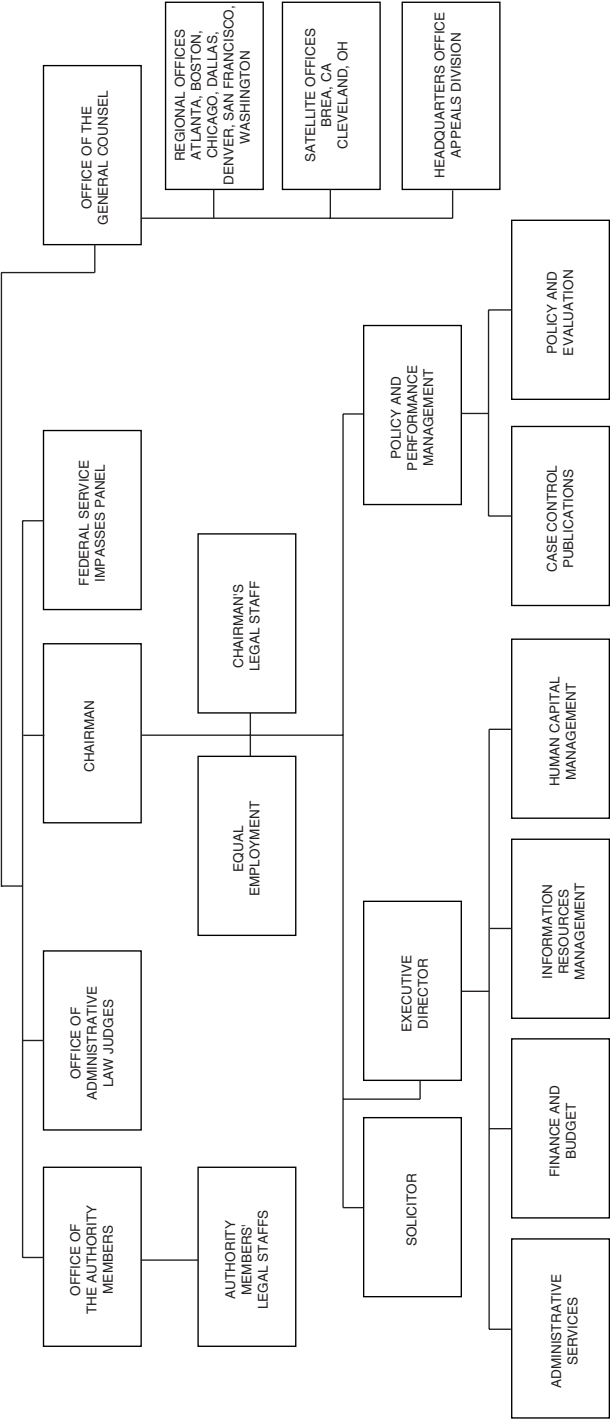 OFFICE OF
THE AUTHORITY
MEMBERS
OFFICE OF
ADMINISTRATIVE
LAW JUDGES
CHAIRMAN
FEDERAL SERVICE
IMPASSES PANEL
OFFICE OF THE
GENERAL COUNSEL
AUTHORITY
MEMBERS'
LEGAL STAFFS
EQUAL
EMPLOYMENT
CHAIRMAN'S
LEGAL STAFF
REGIONAL OFFICES
ATLANTA, BOSTON,
CHICAGO, DALLAS,
DENVER, SAN FRANCISCO,
WASHINGTON
SATELLITE OFFICES
BREA, CA
CLEVELAND, OH
HEADQUARTERS OFFICE
APPEALS DIVISION
SOLICITOR
EXECUTIVE
DIRECTOR
POLICY AND
PERFORMANCE
MANAGEMENT
ADMINISTRATIVE
SERVICES
FINANCE AND
BUDGET
INFORMATION
RESOURCES
MANAGEMENT
HUMAN CAPITAL
MANAGEMENT
CASE CONTROL
PUBLICATIONS
POLICY AND
EVALUATION